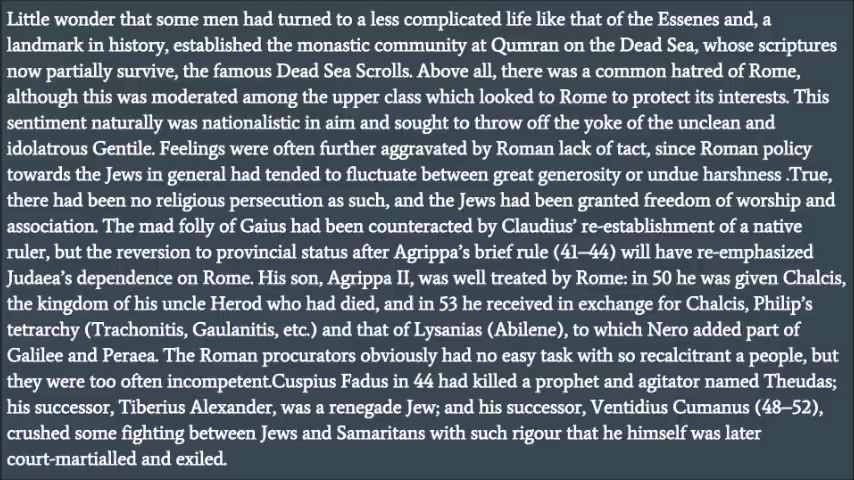 Little wonder that some men had turned to a less complicated life like that of the Essenes and, a
landmark in history, established the monastic community at Qumran on the Dead Sea, whose scriptures
now partially survive, the famous Dead Sea Scrolls. Above all, there was a common hatred of Rome,
although this was moderated among the upper class which looked to Rome to protect its interests. This
sentiment naturally was nationalistic in aim and sought to throw off the yoke of the unclean and
idolatrous Gentile. Feelings were often further aggravated by Roman lack of tact, since Roman policy
towards the Jews in general had tended to fluctuate between great generosity or undue harshness .True,
there had been no religious persecution as such, and the Jews had been granted freedom of worship and
association. The mad folly of Gaius had been counteracted by Claudius’ re-establishment of a native
ruler, but the reversion to provincial status after Agrippa’s brief rule (41–44) will have re-emphasized
Judaea’s dependence on Rome. His son, Agrippa II, was well treated by Rome: in 50 he was given Chalcis,
the kingdom of his uncle Herod who had died, and in 53 he received in exchange for Chalcis, Philip’s
tetrarchy (Trachonitis, Gaulanitis, etc.) and that of Lysanias (Abilene), to which Nero added part of
Galilee and Peraea. The Roman procurators obviously had no easy task with so recalcitrant a people, but
they were too often incompetent.Cuspius Fadus in 44 had killed a prophet and agitator named Theudas;
his successor, Tiberius Alexander, was a renegade Jew; and his successor, Ventidius Cumanus (48–52),
crushed some fighting between Jews and Samaritans with such rigour that he himself was later
court-martialled and exiled.